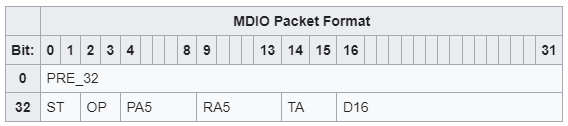 MDIO Packet Format
Bit: 0 1 2 3 4 8 9 13 14 15 16 31
0 PRE_32
32 ST OP PA5 RA5 TA D16